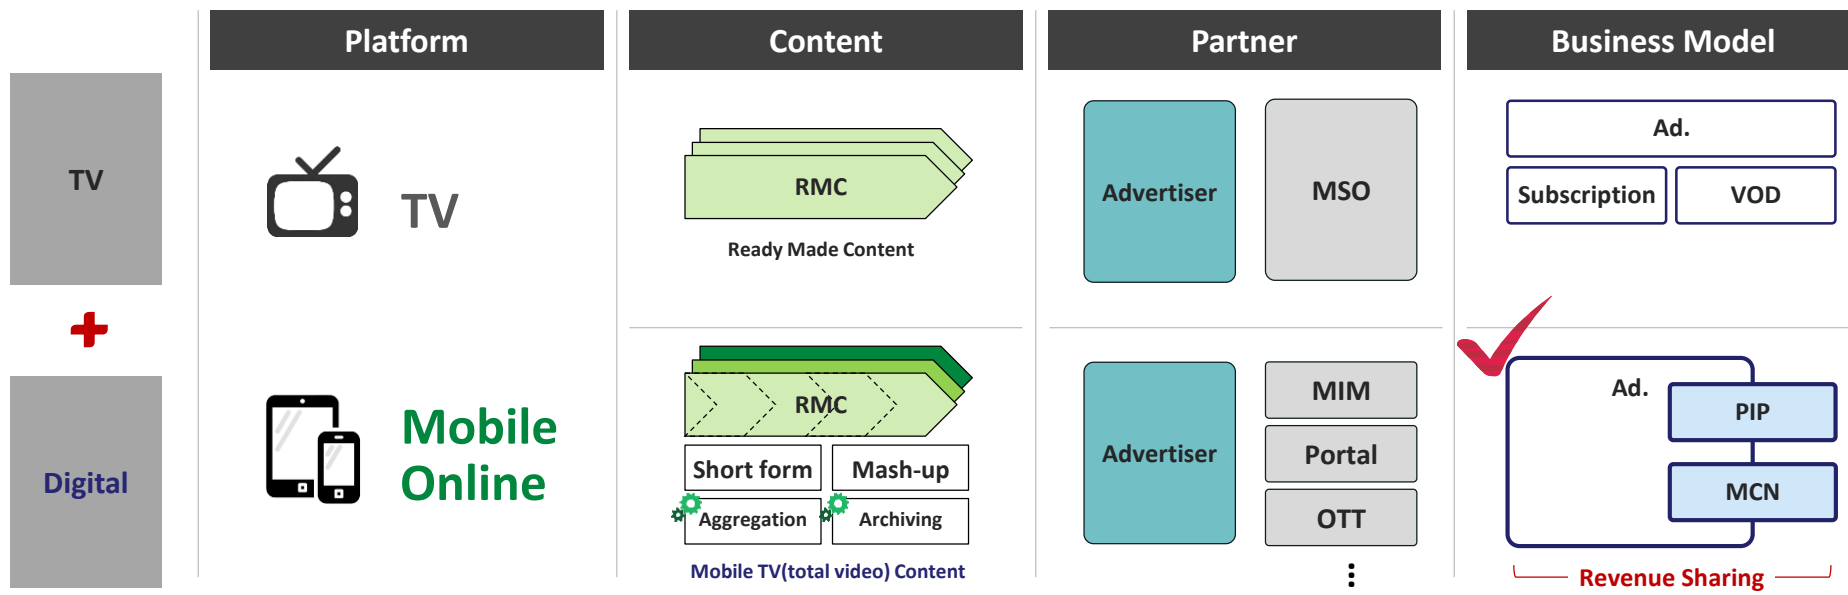 Platform
Content
Partner
Business Model
TV
TV
RMC
Ready Made Content
Advertiser
MSO
Ad.
Subscription
VOD
Digital
Mobile
Online
RMC
Short form
Mash-up
Aggregation
Archiving
Mobile TV(total video) Content
Advertiser
MIM
Portal
OTT
Ad.
PIP
MCN
Revenue Sharing